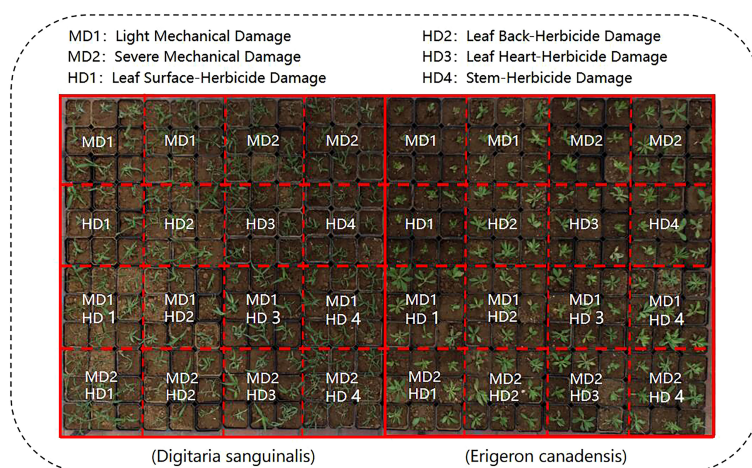 MD1: Light Mechanical Damage
MD2: Severe Mechanical Damage
HD1: Leaf Surface-Herbicide Damage
HD2: Leaf Back-Herbicide Damage
HD3: Leaf Heart-Herbicide Damage
HD4: Stem-Herbicide Damage
MD1 MD1 MD2 MD2 MD1 MD1 MD2 MD2
HD1 HD2 HD3 HD4 HD1 HD2 HD3 HD4
MD1 MD1 MD1 MD1 MD1 MD1 MD1 MD1
HD 1 HD2 HD 3 HD 4 HD 1 HD2 HD 3 HD 4
MD2 MD2 MD2 MD2 MD2 MD2 MD2 MD2
HD1 HD2 HD3 HD 4 HD1 HD2 HD3 HD 4
(Digitaria sanguinalis) (Erigeron canadensis)